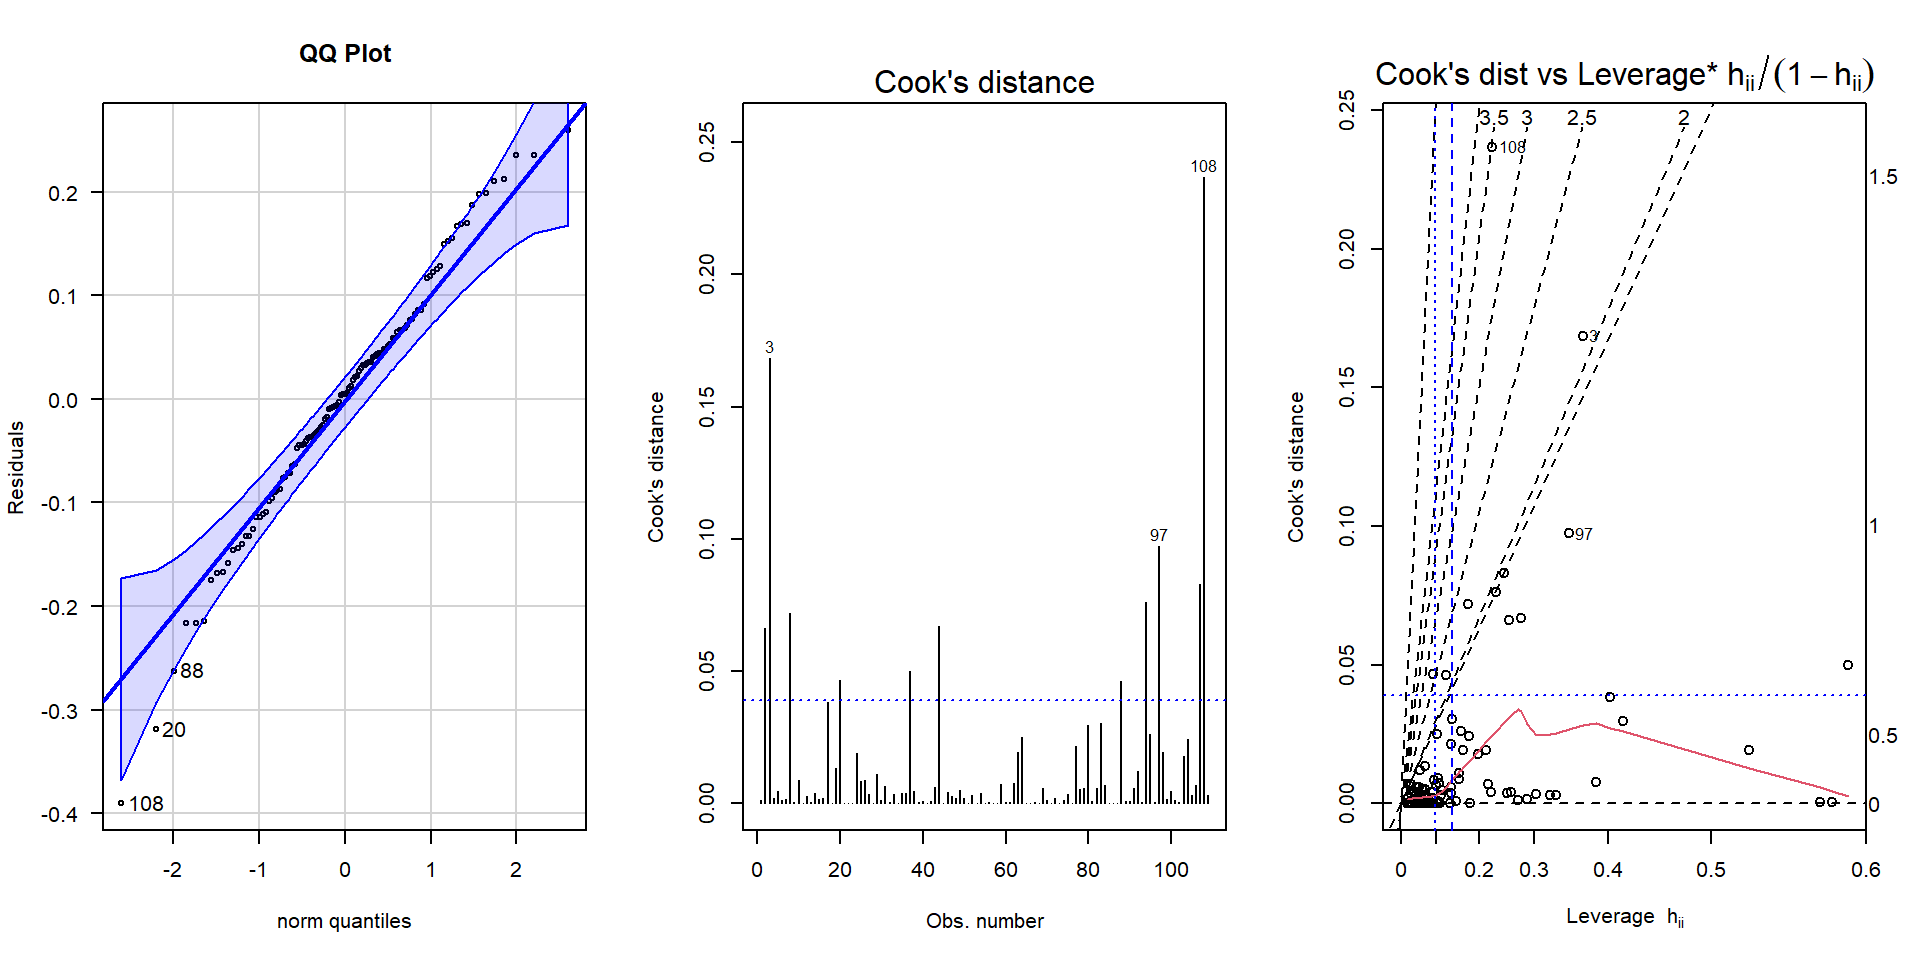 QQ Plot
Residuals
0.2
0.1
0.0
-0.1
-0.2
-0.3
-0.4
88
20
108
-2 -1 0 1 2
norm quantiles
Cook's distance
Cook's distance
0.25
0.20
0.15
0.10
0.05
0.00
3
97
108
0 20 40 60 80 100
Obs. number
Cook's dist vs Leverage* hii/(1 − hii)
Cook's distance
0.25
0.20
0.15
0.10
0.05
0.00
3.5 3 2.5 2
108
3
97
1.5
1
0.5
0
0 0.2 0.3 0.4 0.5 0.6
Leverage hii